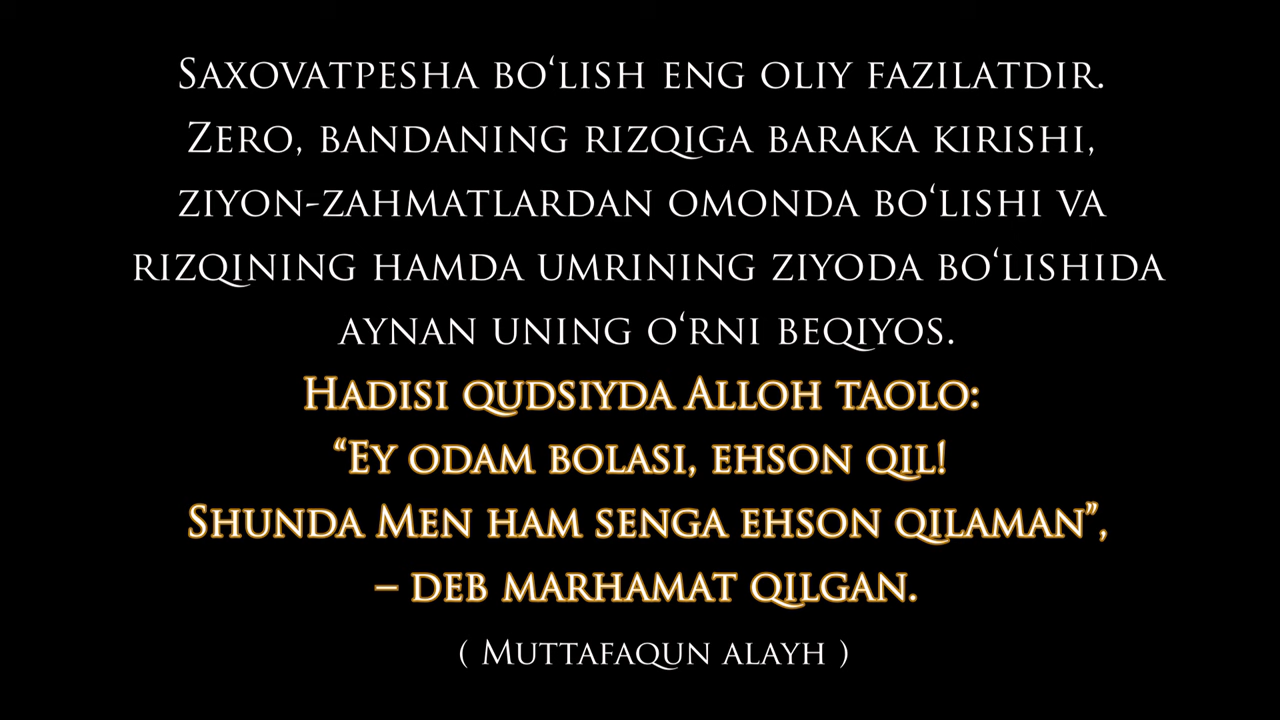 Saxovatpesha bo‘lish eng oliy fazilatdir.
Zero, bandaning rizqiga baraka kirishi,
ziyon-zahmatlardan omonda bo‘lishi va
rizqining hamda umrining ziyoda bo‘lishida
aynan uning o‘rni beqiyos.
Hadisi qudsiyda Alloh taolo:
“Ey odam bolasi, ehson qil!
Shunda Men ham senga ehson qilaman”,
– deb marhamat qilgan.
( Muttafaqun alayh )